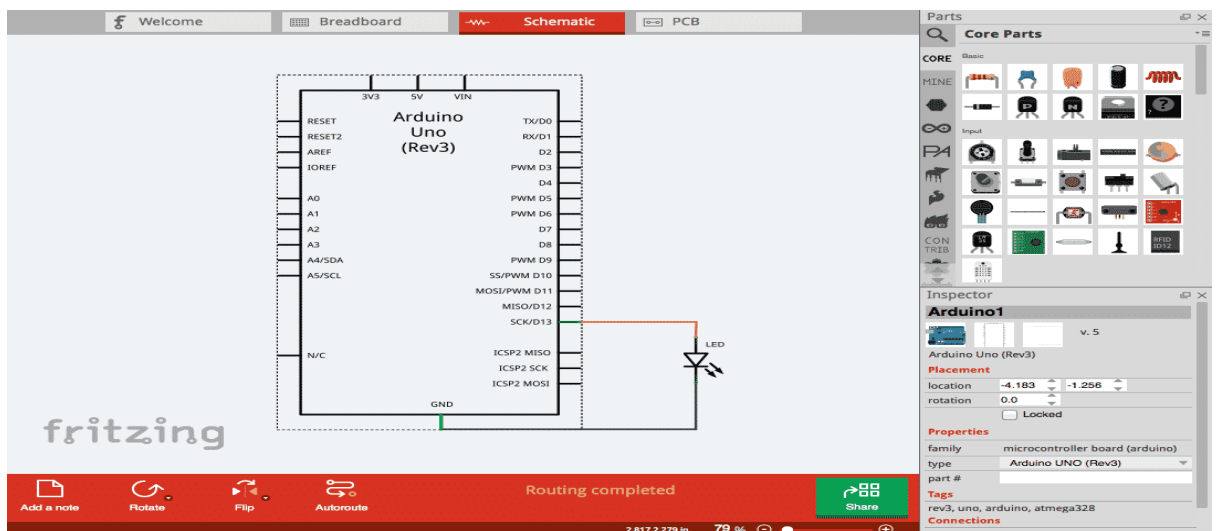 Welcome
Breadboard
Schematic
PCB
3V3 5V VIN
Arduino
Uno
(Rev3)
RESET
RESET2
AREF
IOREF
A0
A1
A2
A3
A4/SDA
A5/SCL
N/C
TX/D0
RX/D1
D2
PWM D3
D4
PWM D5
PWM D6
D7
D8
PWM D9
SS/PWM D10
MOSI/PWM D11
MISO/D12
SCK/D13
ICSP2 MISO
ICSP2 SCK
ICSP2 MOSI
GND
LED
fritzing
Add a note
Rotate
Flip
Autoroute
Routing completed
Share
79 %
Parts
Core Parts
CORE
MINE
CON
TRIB
Basic
P
N
?
Input
RFID
ID12
Inspector
Arduino1
v. 5
Arduino Uno (Rev3)
Placement
location -4.183 -1.256
rotation 0.0
Locked
Properties
family microcontroller board (arduino)
type Arduino UNO (Rev3)
part #
Tags
rev3, uno, arduino, atmega328
Connections